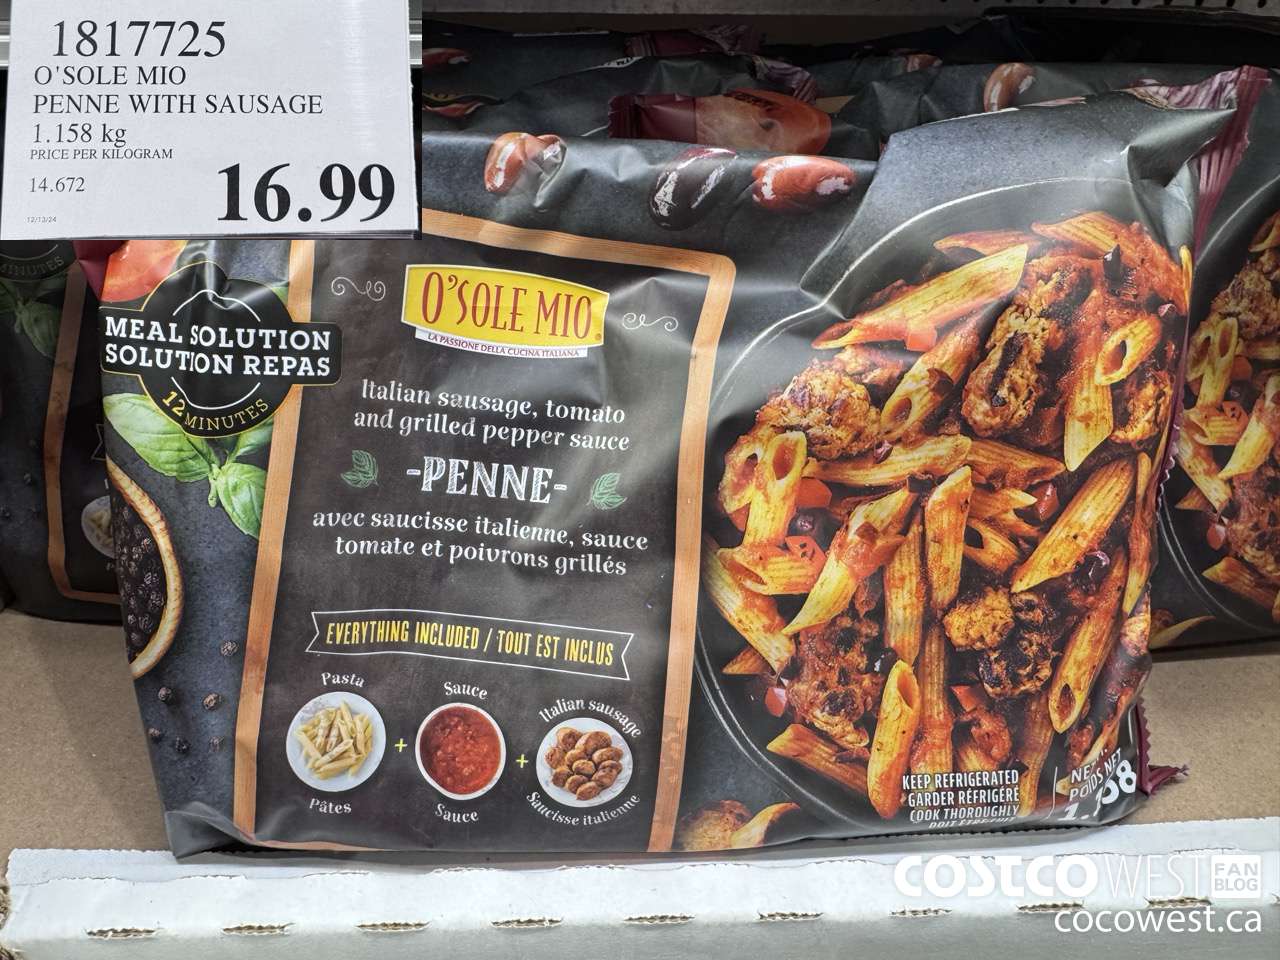 1817725
O'SOLE MIO
PENNE WITH SAUSAGE
1.158 kg
PRICE PER KILOGRAM
14.672
16.99
12/13/24
MINUTES
MEAL SOLUTION
SOLUTION REPAS
12 MINUTES
O'SOLE MIO
LA PASSIONE DELLA CUCINA ITALIANA
Italian sausage, tomato
and grilled pepper sauce
-PENNE-
avec saucisse italienne, sauce
tomate et poivrons grillés
EVERYTHING INCLUDED / TOUT EST INCLUS
Pasta
Pâtes
+
Sauce
Sauce
+
Italian sausage
Saucisse italienne
KEEP REFRIGERATED
GARDER RÉFRIGÉRÉ
COOK THOROUGHLY
POIDS NET
COSTCO WEST FAN BLOG
cocowest.ca